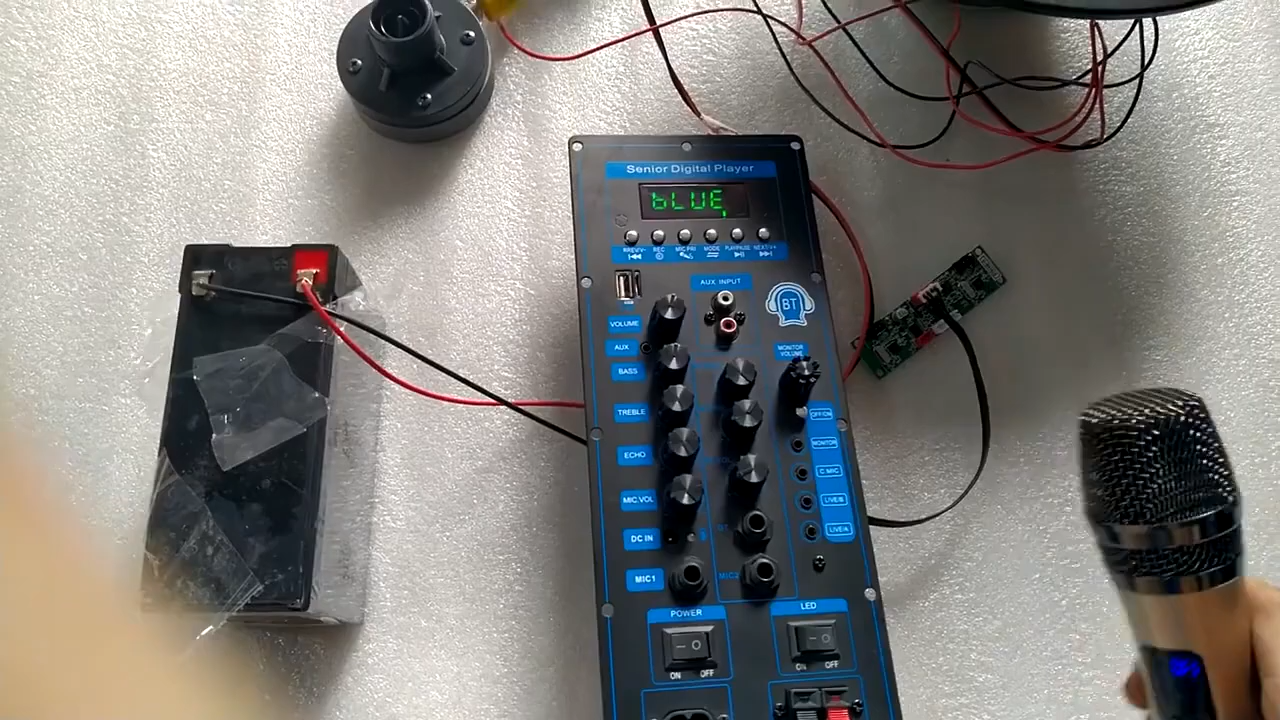 Senior Digital Player
bLUE
REC
MIC PRI
MODE
PLAY/PAUSE
NEXT/V+
AUX INPUT
BT
VOLUME
AUX
MONITOR
VOLUME
BASS
TREBLE
OFF/ON
MONITOR
ECHO
C.MIC
MIC.VOL
LIVE/B
DC IN
LIVE/A
MIC1
MIC2
POWER
LED
ON OFF
ON OFF